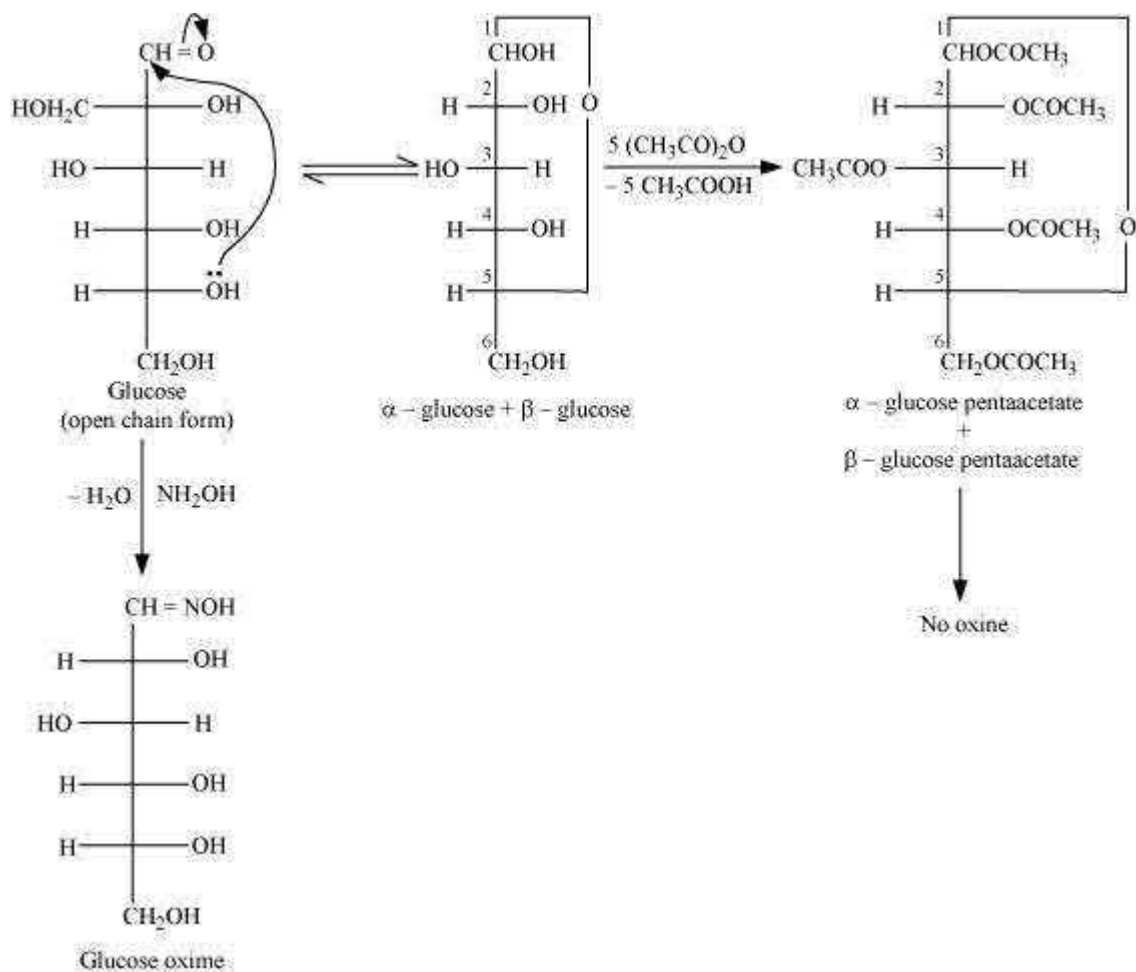 CH = O
HOH₂C OH
HO H
H OH
H OH
CH₂OH
Glucose
(open chain form)
1
CHOH
2
H OH O
3
HO H
4
H OH
5
H
6
CH₂OH
α – glucose + β – glucose
5 (CH₃CO)₂O
– 5 CH₃COOH
1
CHOCOCH₃
2
H OCOCH₃
3
CH₃COO H
4
H OCOCH₃ O
5
H
6
CH₂OCOCH₃
α – glucose pentaacetate
+
β – glucose pentaacetate
No oxine
– H₂O NH₂OH
CH = NOH
H OH
HO H
H OH
H OH
CH₂OH
Glucose oxime